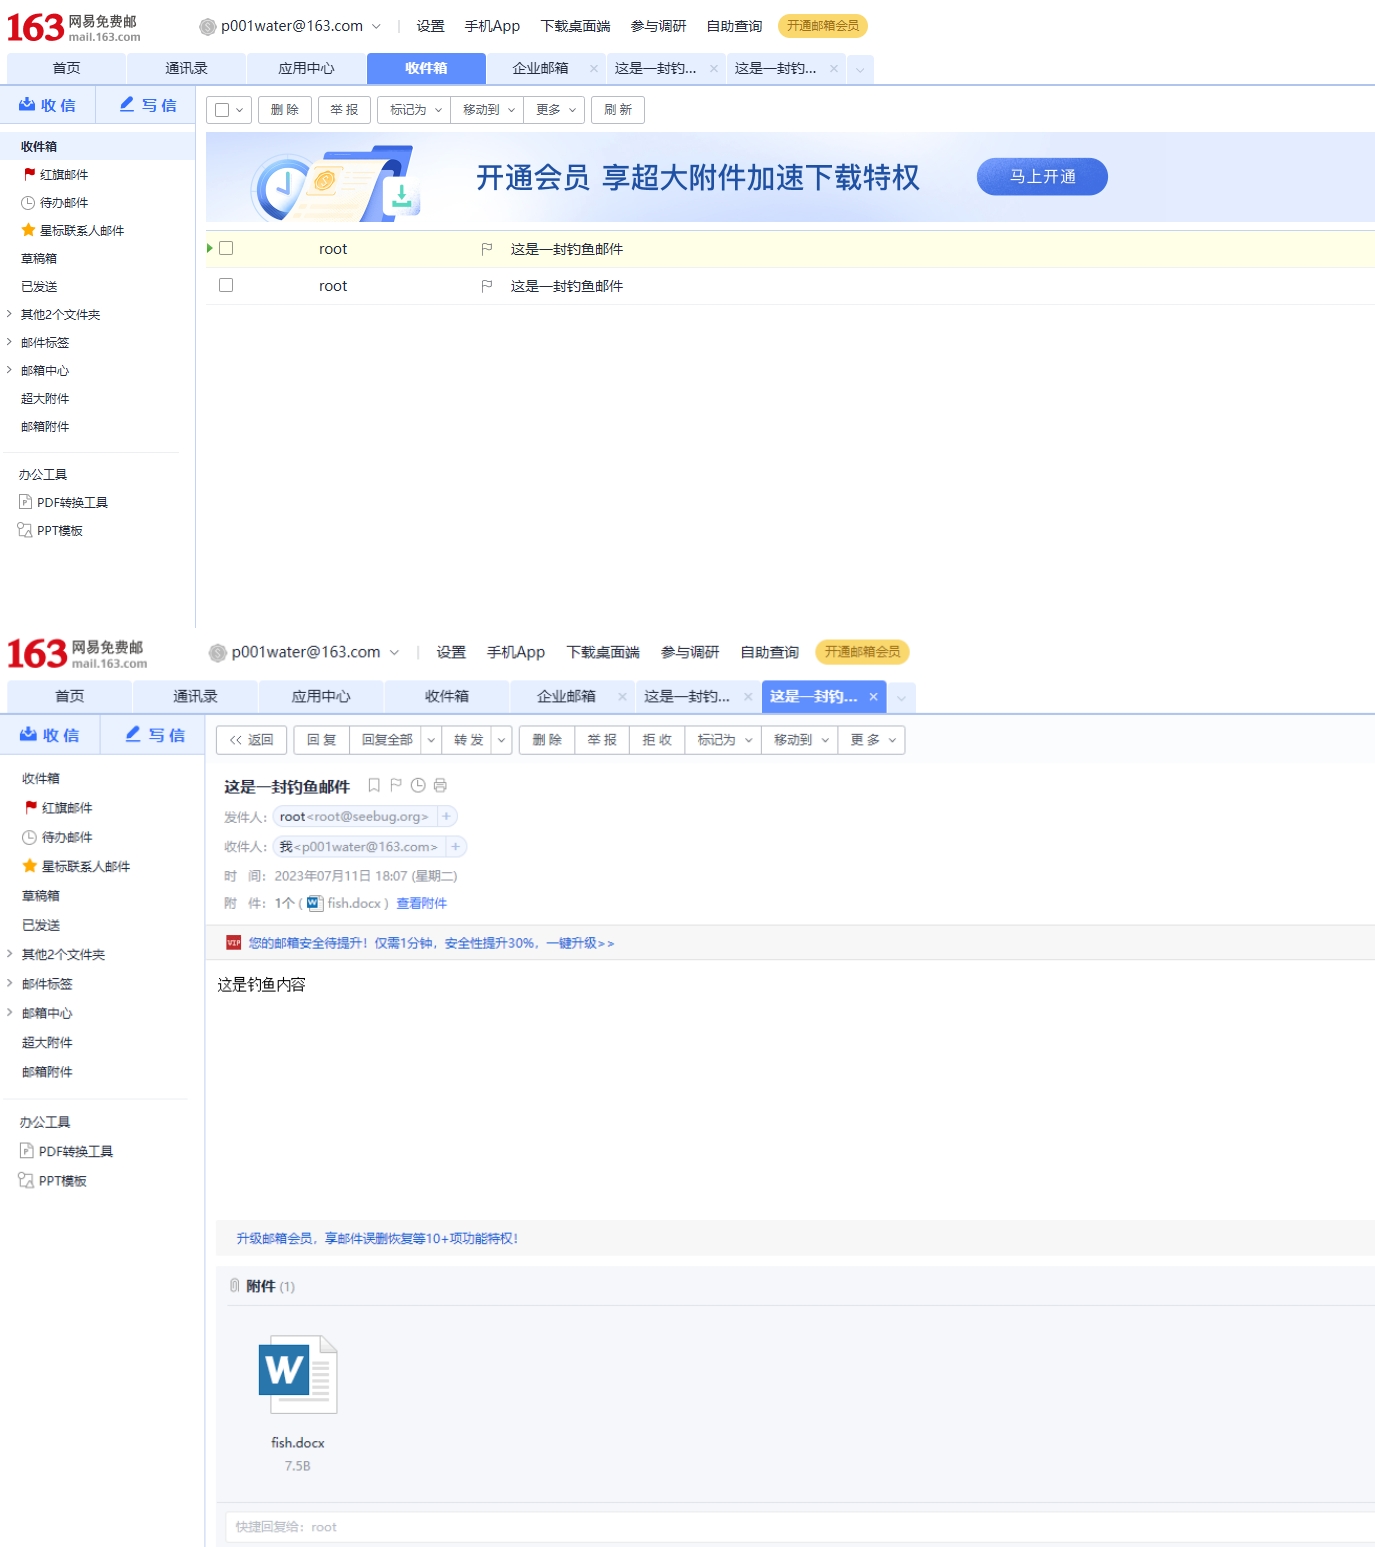 163 网易免费邮 mail.163.com p001water@163.com | 设置 手机App 下载桌面端 参与调研 自助查询 开通邮箱会员
首页 通讯录 应用中心 收件箱 企业邮箱 × 这是一封钓... × 这是一封钓... ×
收 信 写 信 删 除 举 报 标记为 移动到 更多 刷 新
收件箱
红旗邮件
待办邮件
星标联系人邮件
草稿箱
已发送
其他2个文件夹
邮件标签
邮箱中心
超大附件
邮箱附件
办公工具
PDF转换工具
PPT模板
开通会员 享超大附件加速下载特权 马上开通
root 这是一封钓鱼邮件
root 这是一封钓鱼邮件
163 网易免费邮 mail.163.com p001water@163.com | 设置 手机App 下载桌面端 参与调研 自助查询 开通邮箱会员
首页 通讯录 应用中心 收件箱 企业邮箱 × 这是一封钓... × 这是一封钓... ×
收 信 写 信 << 返回 回 复 回复全部 转 发 删 除 举 报 拒 收 标记为 移动到 更 多
收件箱
红旗邮件
待办邮件
星标联系人邮件
草稿箱
已发送
其他2个文件夹
邮件标签
邮箱中心
超大附件
邮箱附件
办公工具
PDF转换工具
PPT模板
这是一封钓鱼邮件
发件人： root<root@seebug.org> +
收件人： 我<p001water@163.com> +
时 间： 2023年07月11日 18:07 (星期二)
附 件： 1个 ( fish.docx ) 查看附件
VIP 您的邮箱安全待提升！仅需1分钟，安全性提升30%，一键升级>>
这是钓鱼内容
升级邮箱会员，享邮件误删恢复等10+项功能特权！
附件 (1)
W
fish.docx
7.5B
快捷回复给：root